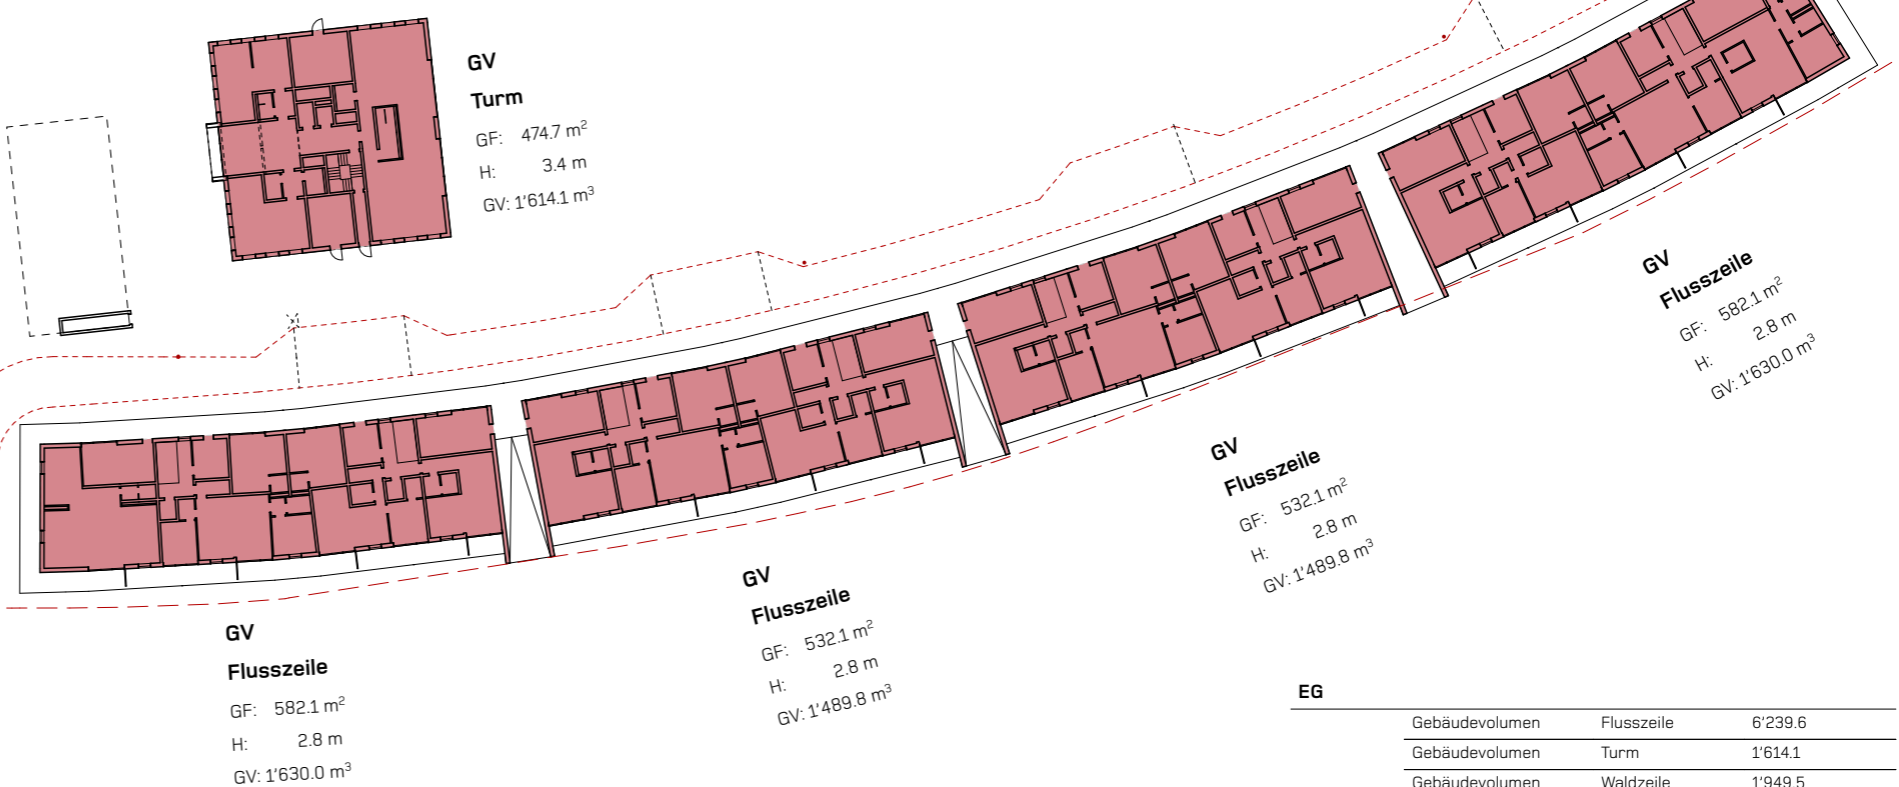 GV
Turm
GF: 474.7 m²
H: 3.4 m
GV: 1'614.1 m³
GV
Flusszeile
GF: 582.1 m²
H: 2.8 m
GV: 1'630.0 m³
GV
Flusszeile
GF: 532.1 m²
H: 2.8 m
GV: 1'489.8 m³
GV
Flusszeile
GF: 532.1 m²
H: 2.8 m
GV: 1'489.8 m³
GV
Flusszeile
GF: 582.1 m²
H: 2.8 m
GV: 1'630.0 m³
EG
Gebäudevolumen Flusszeile 6'239.6
Gebäudevolumen Turm 1'614.1
Gebäudevolumen Waldzeile 1'949.5